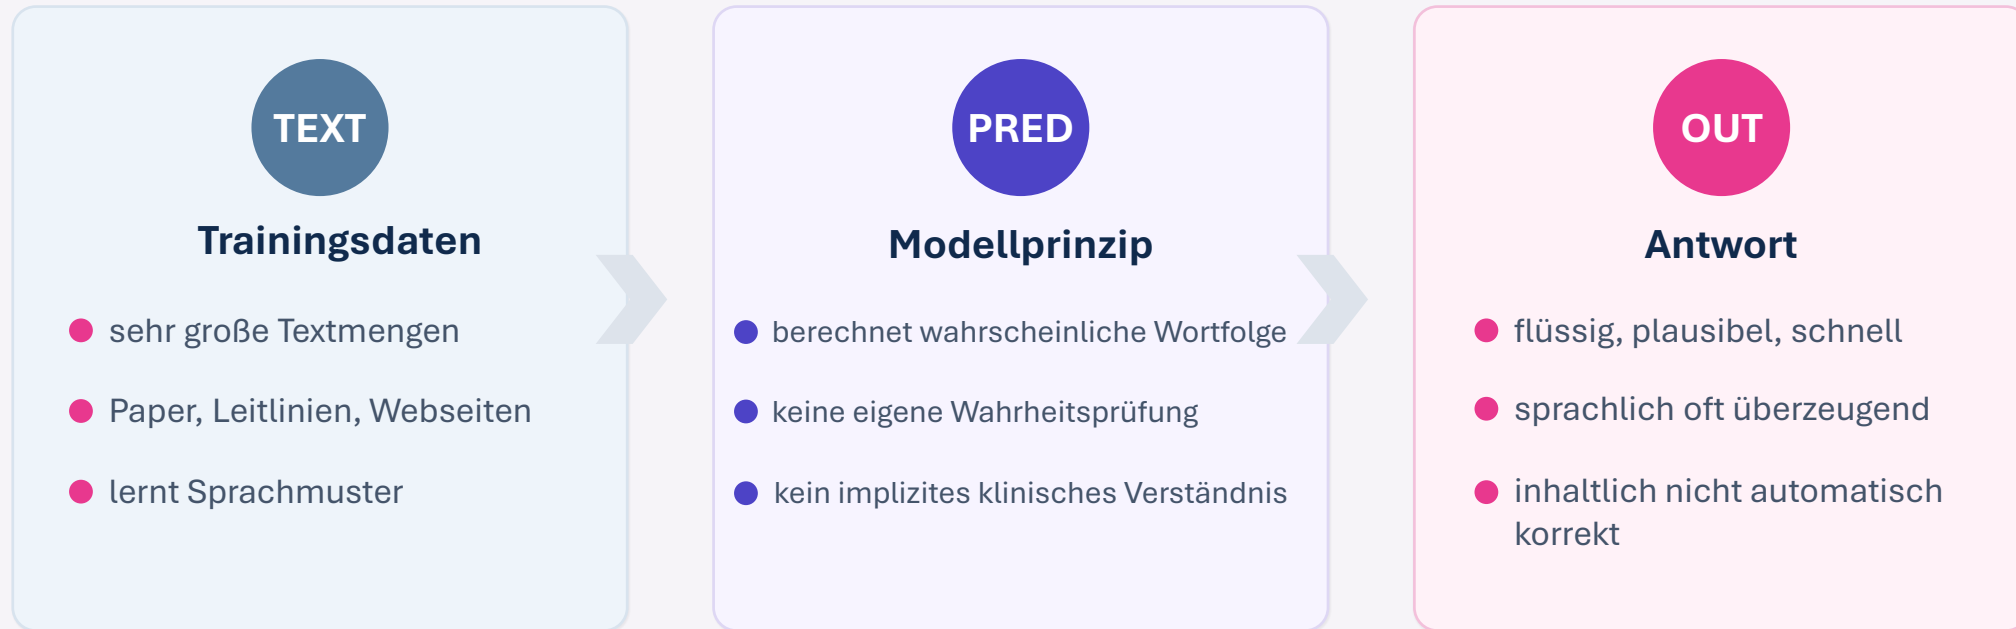 TEXT
Trainingsdaten
sehr große Textmengen
Paper, Leitlinien, Webseiten
lernt Sprachmuster
PRED
Modellprinzip
berechnet wahrscheinliche Wortfolge
keine eigene Wahrheitsprüfung
kein implizites klinisches Verständnis
OUT
Antwort
flüssig, plausibel, schnell
sprachlich oft überzeugend
inhaltlich nicht automatisch
korrekt